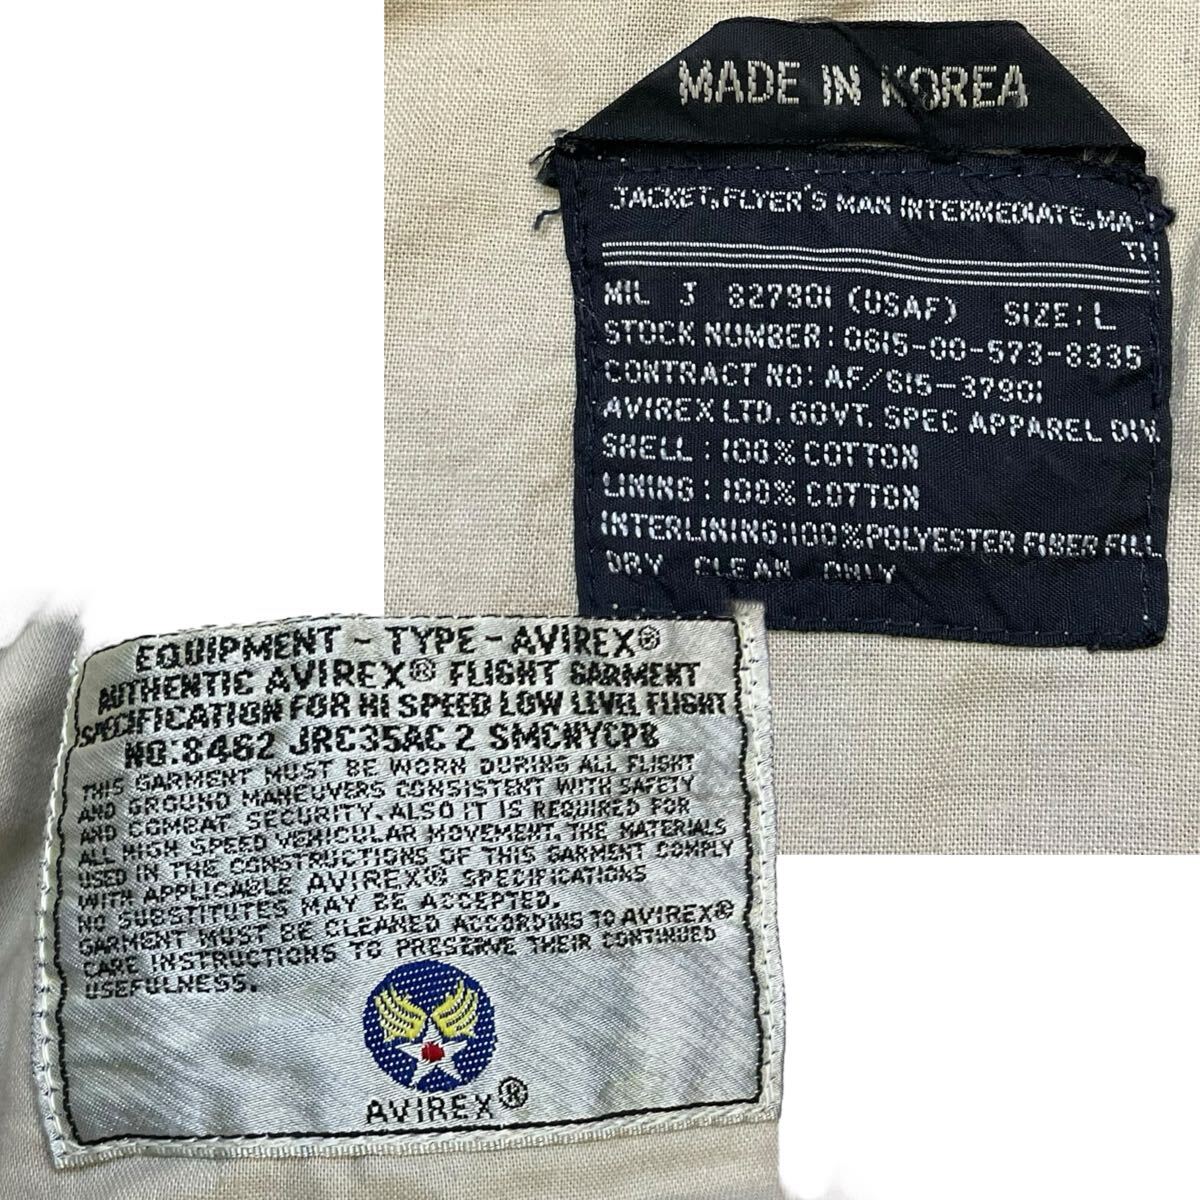 MADE IN KOREA
JACKET,FLYER'S MAN INTERMEDIATE,MA-1
MIL J 827901 (USAF) SIZE: L
STOCK NUMBER: 0615-00-573-8335
CONTRACT NO: AF/S15-37901
AVIREX LTD. GOVT. SPEC APPAREL DIV.
SHELL : 100% COTTON
LINING : 100% COTTON
INTERLINING:100%POLYESTER FIBER FILL
DRY CLEAN ONLY
EQUIPMENT - TYPE - AVIREX®
AUTHENTIC AVIREX® FLIGHT GARMENT
SPECIFICATION FOR HI SPEED LOW LEVEL FLIGHT
NO:8462 JRC35AC 2 SMCNYCPB
THIS GARMENT MUST BE WORN DURING ALL FLIGHT
AND GROUND MANEUVERS CONSISTENT WITH SAFETY
AND COMBAT SECURITY. ALSO IT IS REQUIRED FOR
ALL HIGH SPEED VEHICULAR MOVEMENT. THE MATERIALS
USED IN THE CONSTRUCTIONS OF THIS GARMENT COMPLY
WITH APPLICABLE AVIREX® SPECIFICATIONS
NO SUBSTITUTES MAY BE ACCEPTED.
GARMENT MUST BE CLEANED ACCORDING TO AVIREX®
CARE INSTRUCTIONS TO PRESERVE THEIR CONTINUED
USEFULNESS.
AVIREX®